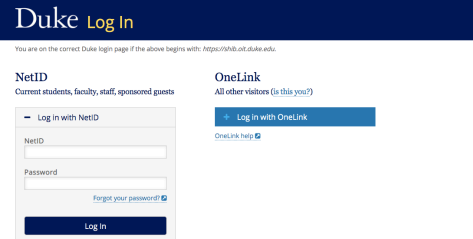 Duke Log In
You are on the correct Duke login page if the above begins with: https://shib.oit.duke.edu.
NetID
Current students, faculty, staff, sponsored guests
− Log in with NetID
NetID
Password
Forgot your password?
Log In
OneLink
All other visitors (is this you?)
+ Log in with OneLink
OneLink help